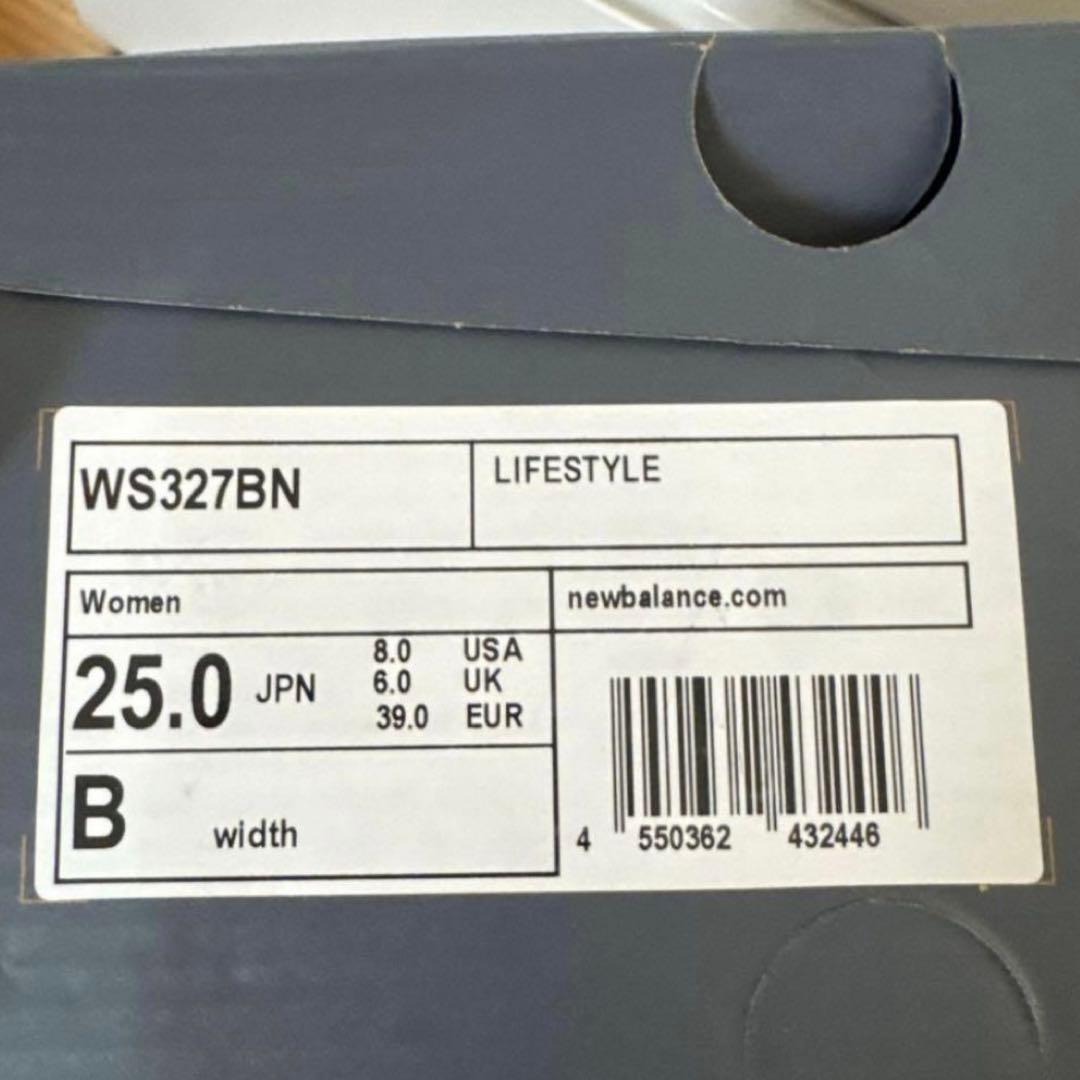 WS327BN
LIFESTYLE
Women
newbalance.com
25.0 JPN
8.0 USA
6.0 UK
39.0 EUR
B width
4 550362 432446